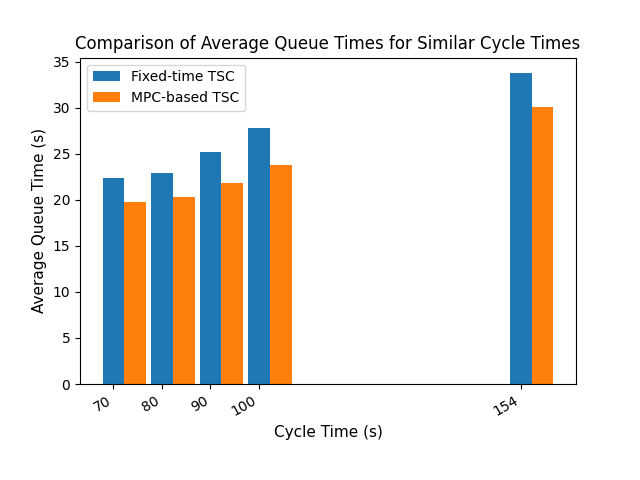 Comparison of Average Queue Times for Similar Cycle Times
Fixed-time TSC
MPC-based TSC
Average Queue Time (s)
35
30
25
20
15
10
5
0
70
80
90
100
154
Cycle Time (s)